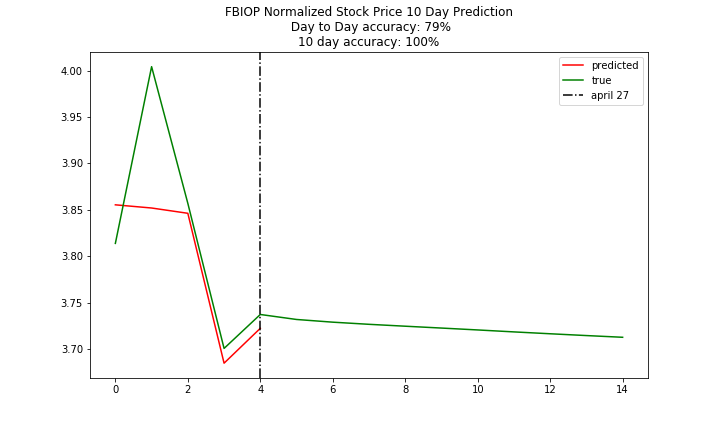 FBIOP Normalized Stock Price 10 Day Prediction
Day to Day accuracy: 79%
10 day accuracy: 100%
predicted
true
april 27
4.00
3.95
3.90
3.85
3.80
3.75
3.70
0 2 4 6 8 10 12 14